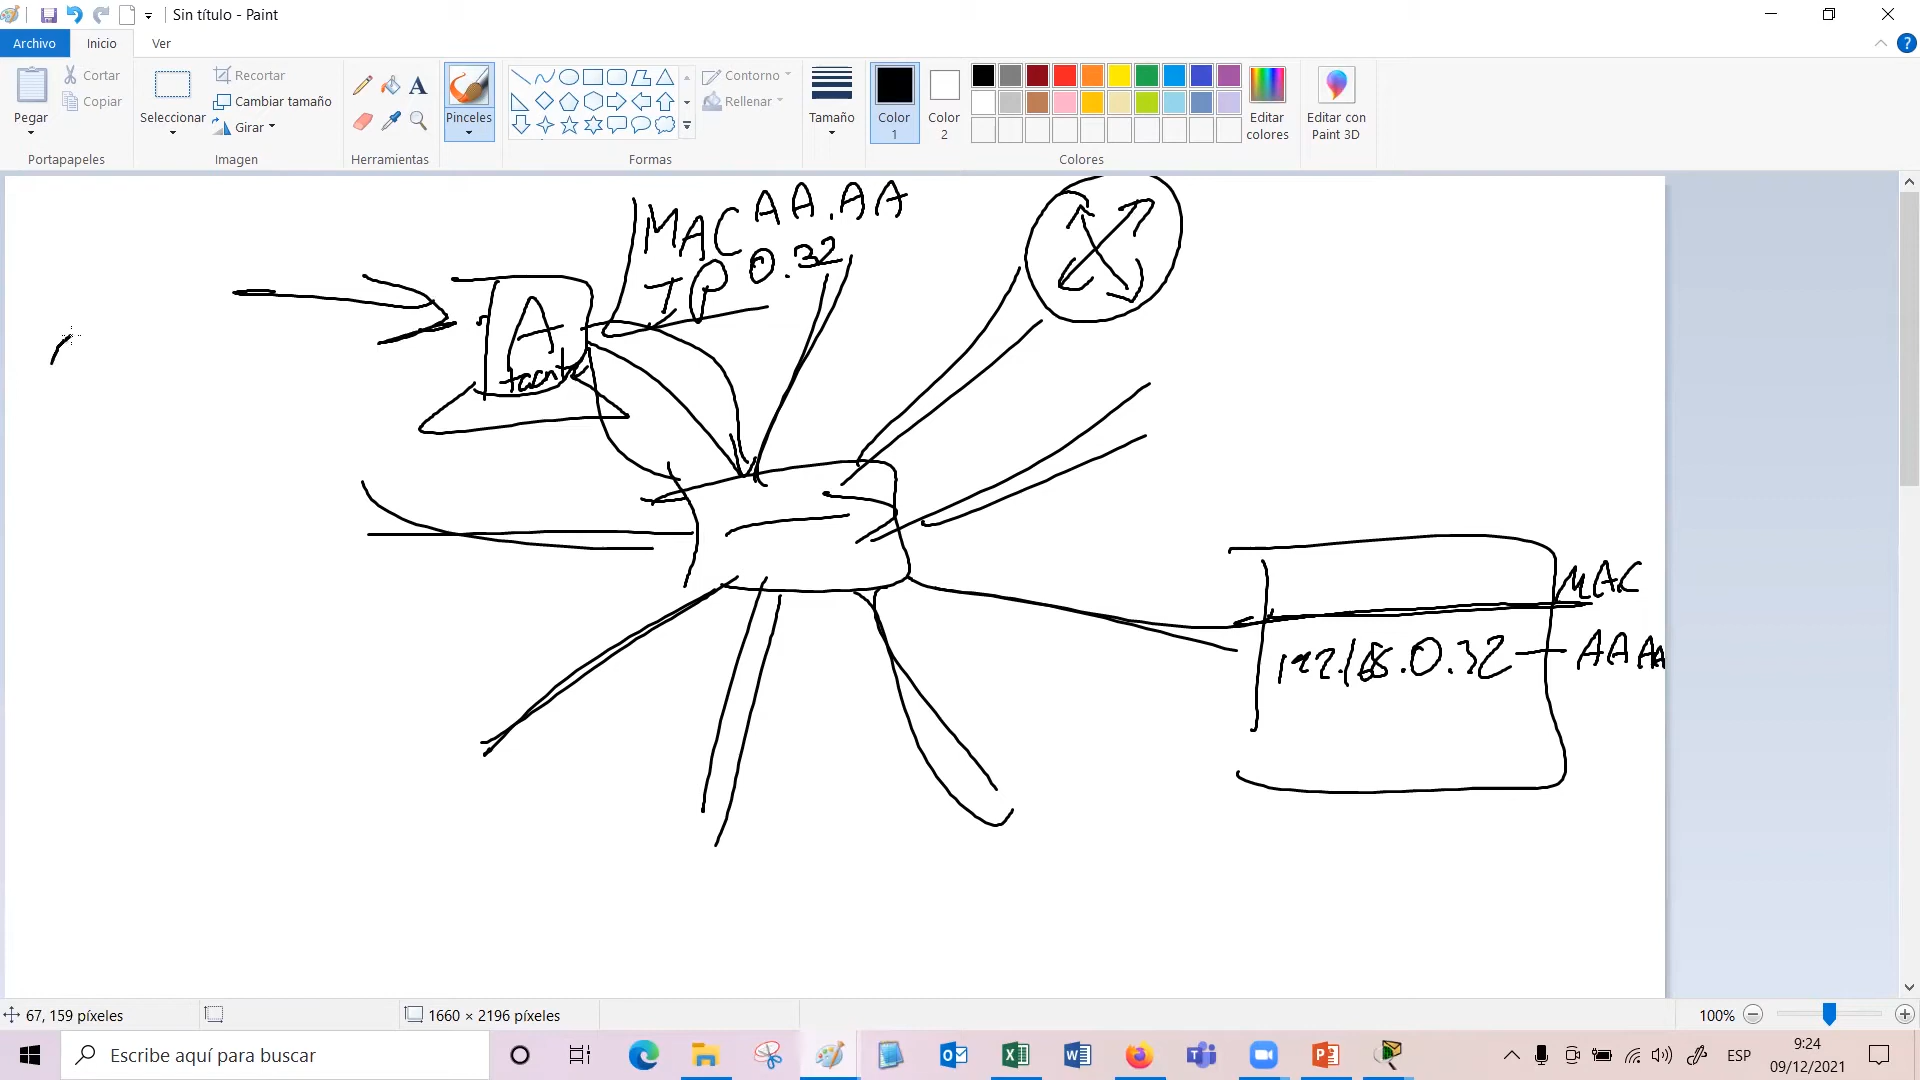 Sin título - Paint
Archivo
Inicio
Ver
Pegar
Cortar
Copiar
Portapapeles
Seleccionar
Recortar
Cambiar tamaño
Girar
Imagen
A
Herramientas
Pinceles
Contorno
Rellenar
Formas
Tamaño
Color
1
Color
2
Editar
colores
Editar con
Paint 3D
Colores
MAC AA.AA
IP 0.32
A
MAC
192.168.0.32 — AAAA
67, 159 píxeles
1660 × 2196 píxeles
100%
Escribe aquí para buscar
ESP
9:24
09/12/2021